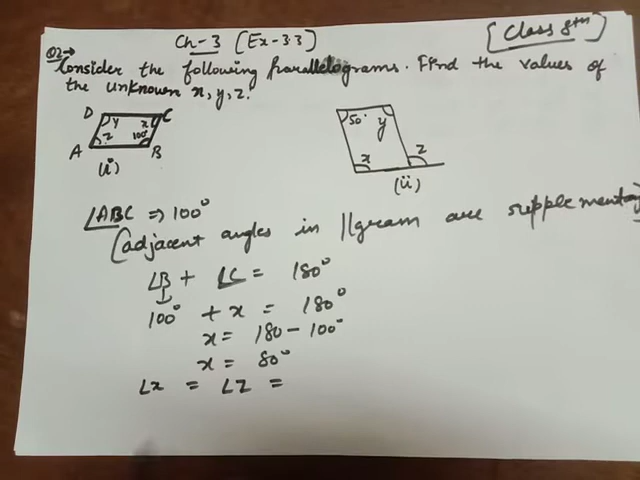 Ch-3 [Ex-3.3] [Class 8th]
Q2→
Consider the following parallelograms. Find the values of
the unknown x, y, z.
D y x C
A z 100° B
(i)
50° y
x z
(ii)
∠ABC ⇒ 100°
(adjacent angles in ||gram are supplementary
∠B + ∠C = 180°
↓
100° + x = 180°
x = 180 - 100°
x = 80°
∠x = ∠z =